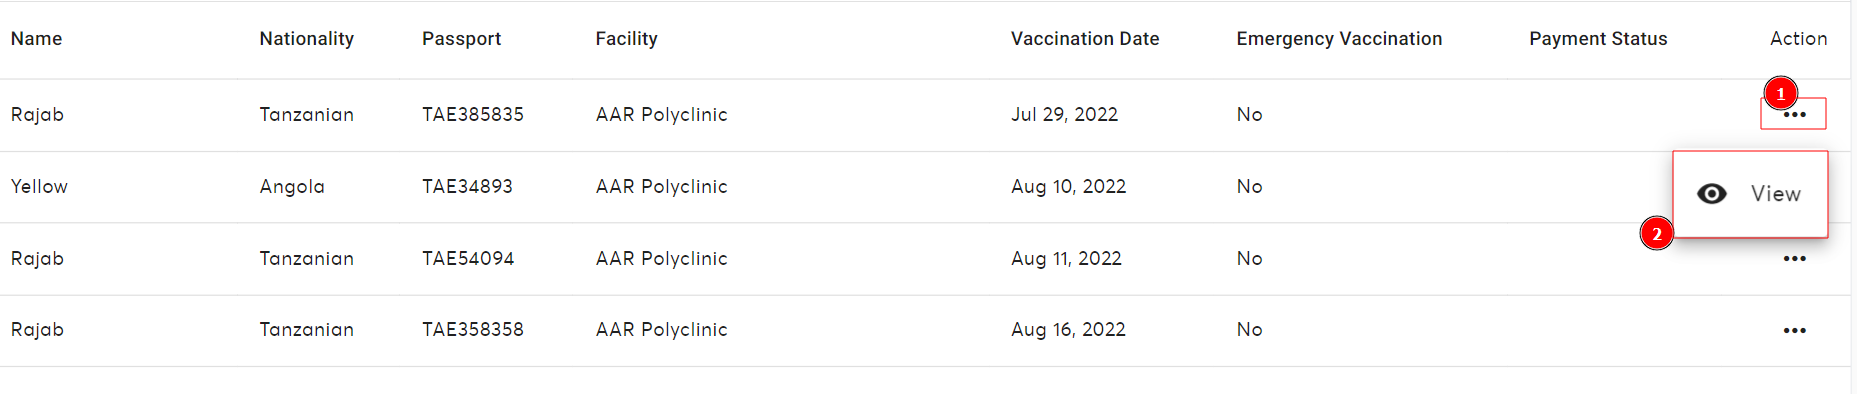 Name Nationality Passport Facility Vaccination Date Emergency Vaccination Payment Status Action
1
Rajab Tanzanian TAE385835 AAR Polyclinic Jul 29, 2022 No •••
Yellow Angola TAE34893 AAR Polyclinic Aug 10, 2022 No View
2
Rajab Tanzanian TAE54094 AAR Polyclinic Aug 11, 2022 No •••
Rajab Tanzanian TAE358358 AAR Polyclinic Aug 16, 2022 No •••